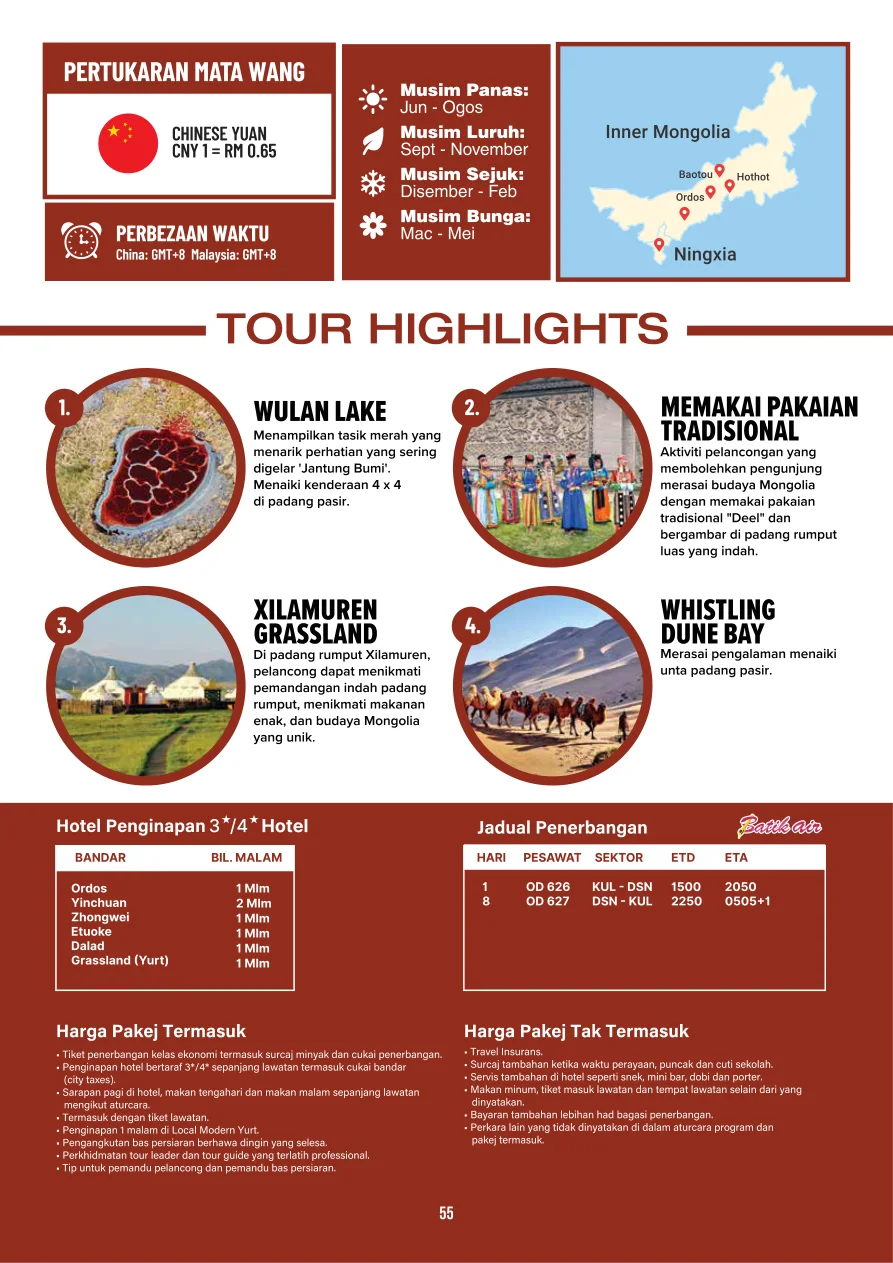 PERTUKARAN MATA WANG
CHINESE YUAN
CNY 1 = RM 0.65
PERBEZAAN WAKTU
China: GMT+8 Malaysia: GMT+8
Musim Panas:
Jun - Ogos
Musim Luruh:
Sept - November
Musim Sejuk:
Disember - Feb
Musim Bunga:
Mac - Mei
Inner Mongolia
Baotou
Hothot
Ordos
Ningxia
TOUR HIGHLIGHTS
1.
WULAN LAKE
Menampilkan tasik merah yang
menarik perhatian yang sering
digelar 'Jantung Bumi'.
Menaiki kenderaan 4 x 4
di padang pasir.
2.
MEMAKAI PAKAIAN
TRADISIONAL
Aktiviti pelancongan yang
membolehkan pengunjung
merasai budaya Mongolia
dengan memakai pakaian
tradisional "Deel" dan
bergambar di padang rumput
luas yang indah.
3.
XILAMUREN
GRASSLAND
Di padang rumput Xilamuren,
pelancong dapat menikmati
pemandangan indah padang
rumput, menikmati makanan
enak, dan budaya Mongolia
yang unik.
4.
WHISTLING
DUNE BAY
Merasai pengalaman menaiki
unta padang pasir.
Hotel Penginapan 3★/4★ Hotel
BANDAR BIL. MALAM
Ordos 1 Mlm
Yinchuan 2 Mlm
Zhongwei 1 Mlm
Etuoke 1 Mlm
Dalad 1 Mlm
Grassland (Yurt) 1 Mlm
Jadual Penerbangan
Batik air
HARI PESAWAT SEKTOR ETD ETA
1 OD 626 KUL - DSN 1500 2050
8 OD 627 DSN - KUL 2250 0505+1
Harga Pakej Termasuk
• Tiket penerbangan kelas ekonomi termasuk surcaj minyak dan cukai penerbangan.
• Penginapan hotel bertaraf 3*/4* sepanjang lawatan termasuk cukai bandar
(city taxes).
• Sarapan pagi di hotel, makan tengahari dan makan malam sepanjang lawatan
mengikut aturcara.
• Termasuk dengan tiket lawatan.
• Penginapan 1 malam di Local Modern Yurt.
• Pengangkutan bas persiaran berhawa dingin yang selesa.
• Perkhidmatan tour leader dan tour guide yang terlatih professional.
• Tip untuk pemandu pelancong dan pemandu bas persiaran.
Harga Pakej Tak Termasuk
• Travel Insurans.
• Surcaj tambahan ketika waktu perayaan, puncak dan cuti sekolah.
• Servis tambahan di hotel seperti snek, mini bar, dobi dan porter.
• Makan minum, tiket masuk lawatan dan tempat lawatan selain dari yang
dinyatakan.
• Bayaran tambahan lebihan had bagasi penerbangan.
• Perkara lain yang tidak dinyatakan di dalam aturcara program dan
pakej termasuk.
55